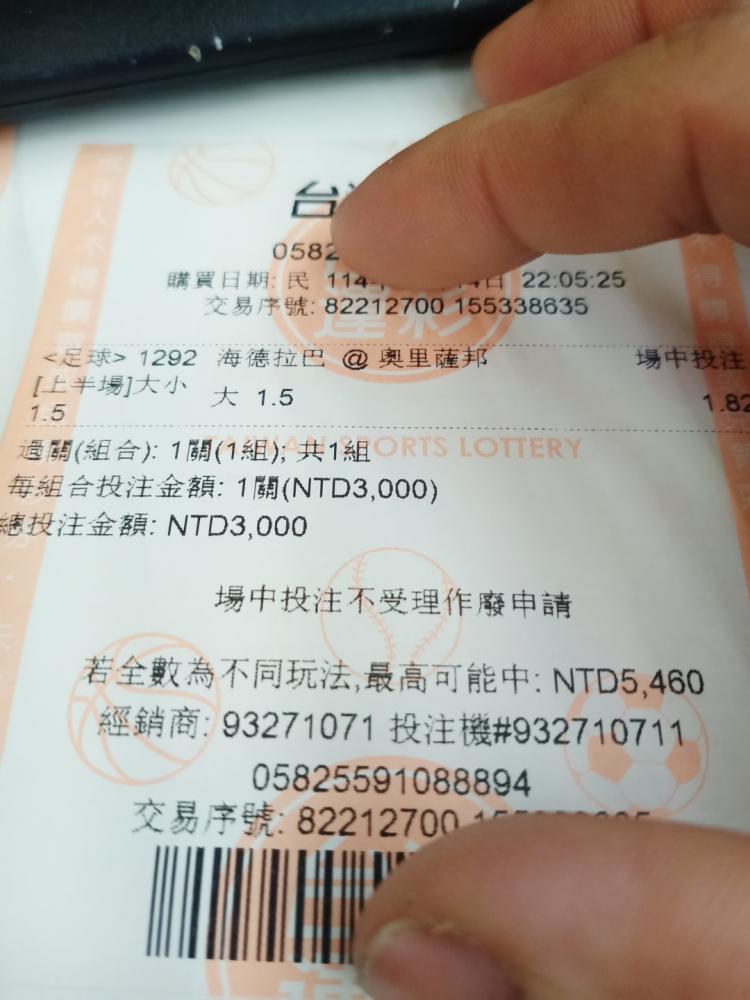 台
0582
購買日期: 民 114 4日 22:05:25
交易序號: 82212700 155338635
<足球> 1292 海德拉巴 @ 奧里薩邦 場中投注
[上半場]大小 大 1.5 1.82
1.5
過關(組合): 1關(1組); 共1組
TAIWAN SPORTS LOTTERY
每組合投注金額: 1關(NTD3,000)
總投注金額: NTD3,000
場中投注不受理作廢申請
若全數為不同玩法,最高可能中: NTD5,460
經銷商: 93271071 投注機#932710711
05825591088894
交易序號: 82212700